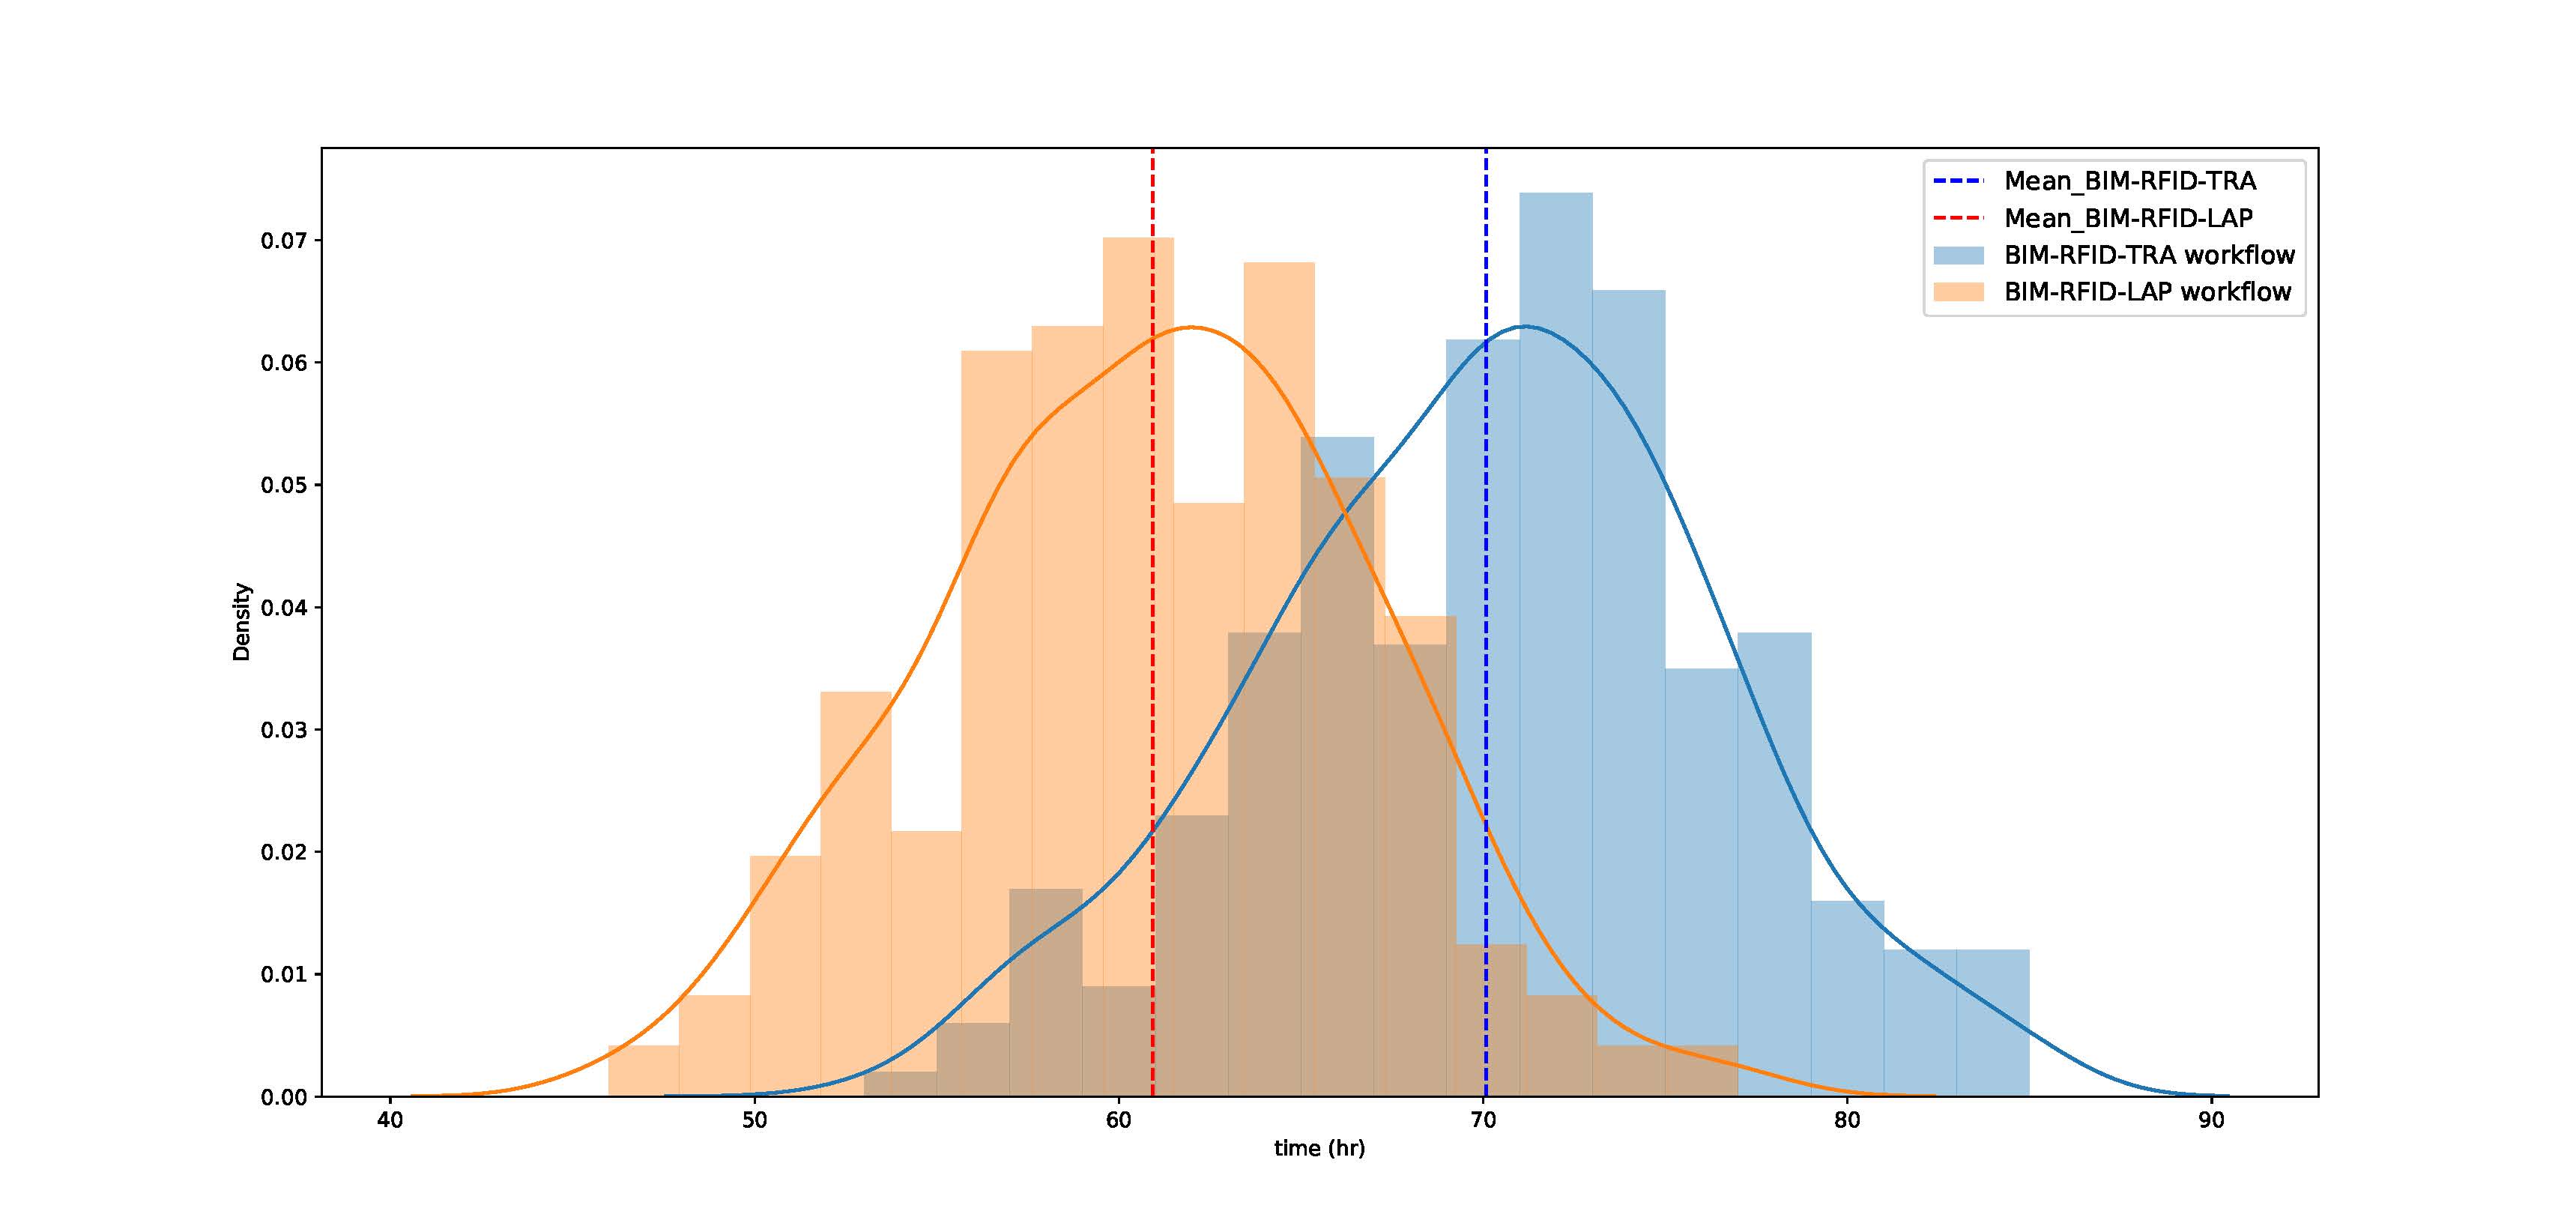 Mean_BIM-RFID-TRA
Mean_BIM-RFID-LAP
BIM-RFID-TRA workflow
BIM-RFID-LAP workflow
0.07
0.06
0.05
0.04
0.03
0.02
0.01
0.00
Density
40 50 60 70 80 90
time (hr)